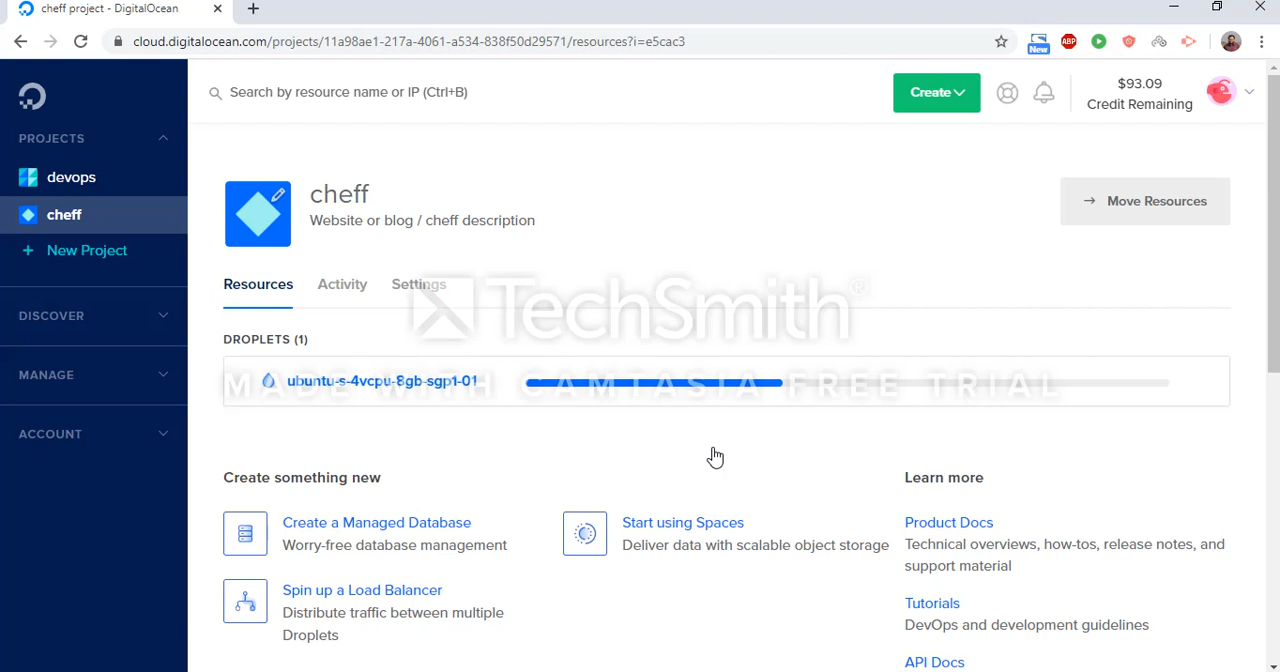 cheff project - DigitalOcean
cloud.digitalocean.com/projects/11a98ae1-217a-4061-a534-838f50d29571/resources?i=e5cac3
New
ABP
Search by resource name or IP (Ctrl+B)
Create
$93.09
Credit Remaining
PROJECTS
devops
cheff
+ New Project
DISCOVER
MANAGE
ACCOUNT
cheff
Website or blog / cheff description
→ Move Resources
Resources
Activity
Settings
TechSmith®
DROPLETS (1)
ubuntu-s-4vcpu-8gb-sgp1-01
MADE WITH CAMTASIA FREE TRIAL
Create something new
Create a Managed Database
Worry-free database management
Start using Spaces
Deliver data with scalable object storage
Spin up a Load Balancer
Distribute traffic between multiple
Droplets
Learn more
Product Docs
Technical overviews, how-tos, release notes, and
support material
Tutorials
DevOps and development guidelines
API Docs